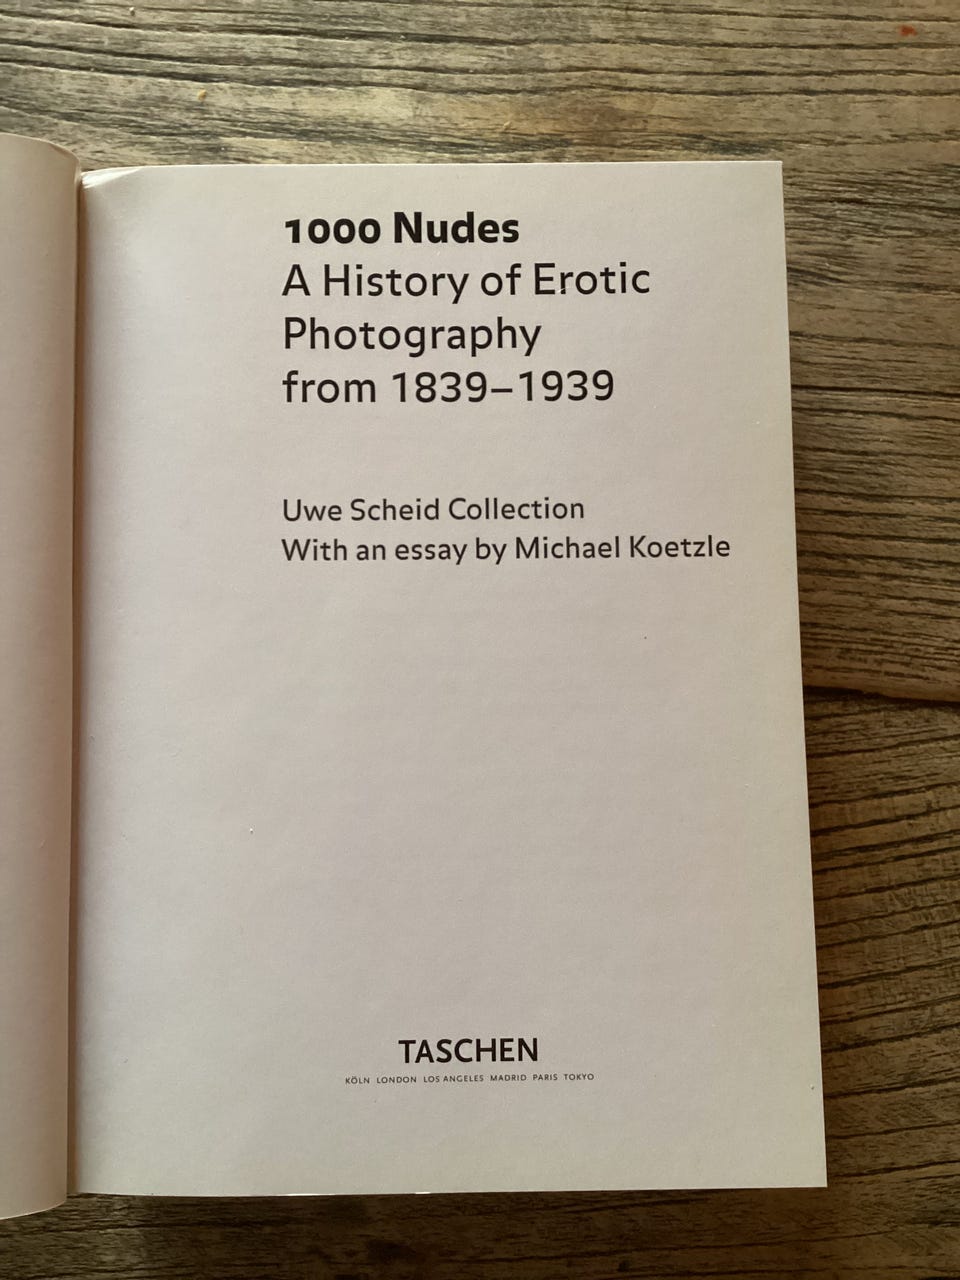 1000 Nudes
A History of Erotic
Photography
from 1839–1939
Uwe Scheid Collection
With an essay by Michael Koetzle
TASCHEN
KÖLN LONDON LOS ANGELES MADRID PARIS TOKYO